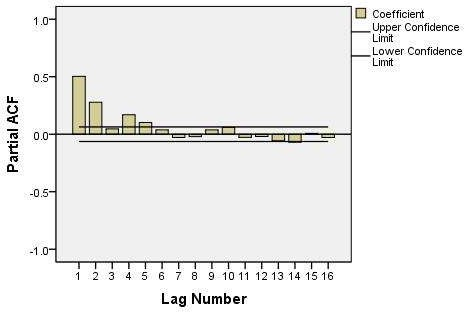 Coefficient
Upper Confidence
Limit
Lower Confidence
Limit
1.0
0.5
0.0
-0.5
-1.0
Partial ACF
1 2 3 4 5 6 7 8 9 10 11 12 13 14 15 16
Lag Number